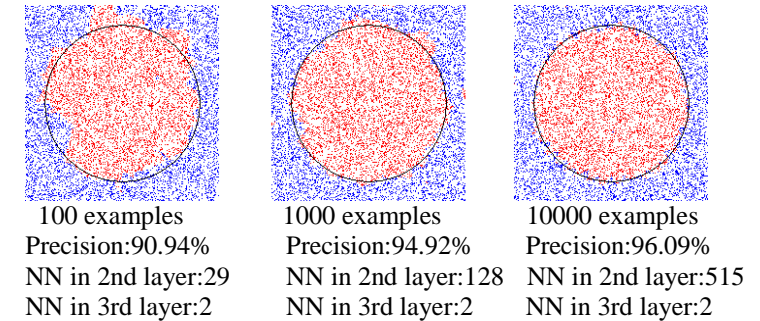 100 examples
Precision:90.94%
NN in 2nd layer:29
NN in 3rd layer:2
1000 examples
Precision:94.92%
NN in 2nd layer:128
NN in 3rd layer:2
10000 examples
Precision:96.09%
NN in 2nd layer:515
NN in 3rd layer:2